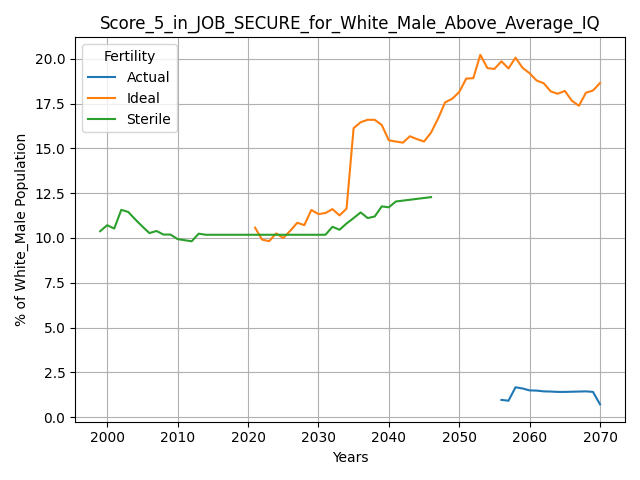 Score_5_in_JOB_SECURE_for_White_Male_Above_Average_IQ
% of White_Male Population
20.0
17.5
15.0
12.5
10.0
7.5
5.0
2.5
0.0
Fertility
Actual
Ideal
Sterile
2000 2010 2020 2030 2040 2050 2060 2070
Years